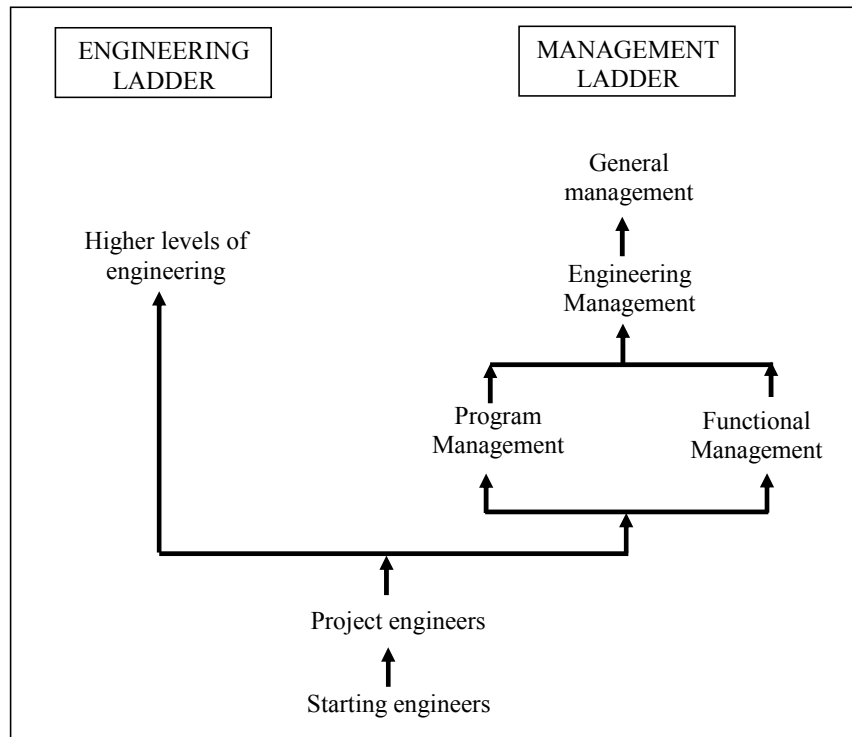 ENGINEERING
LADDER
MANAGEMENT
LADDER
General
management
Higher levels of
engineering
Engineering
Management
Program
Management
Functional
Management
Project engineers
Starting engineers